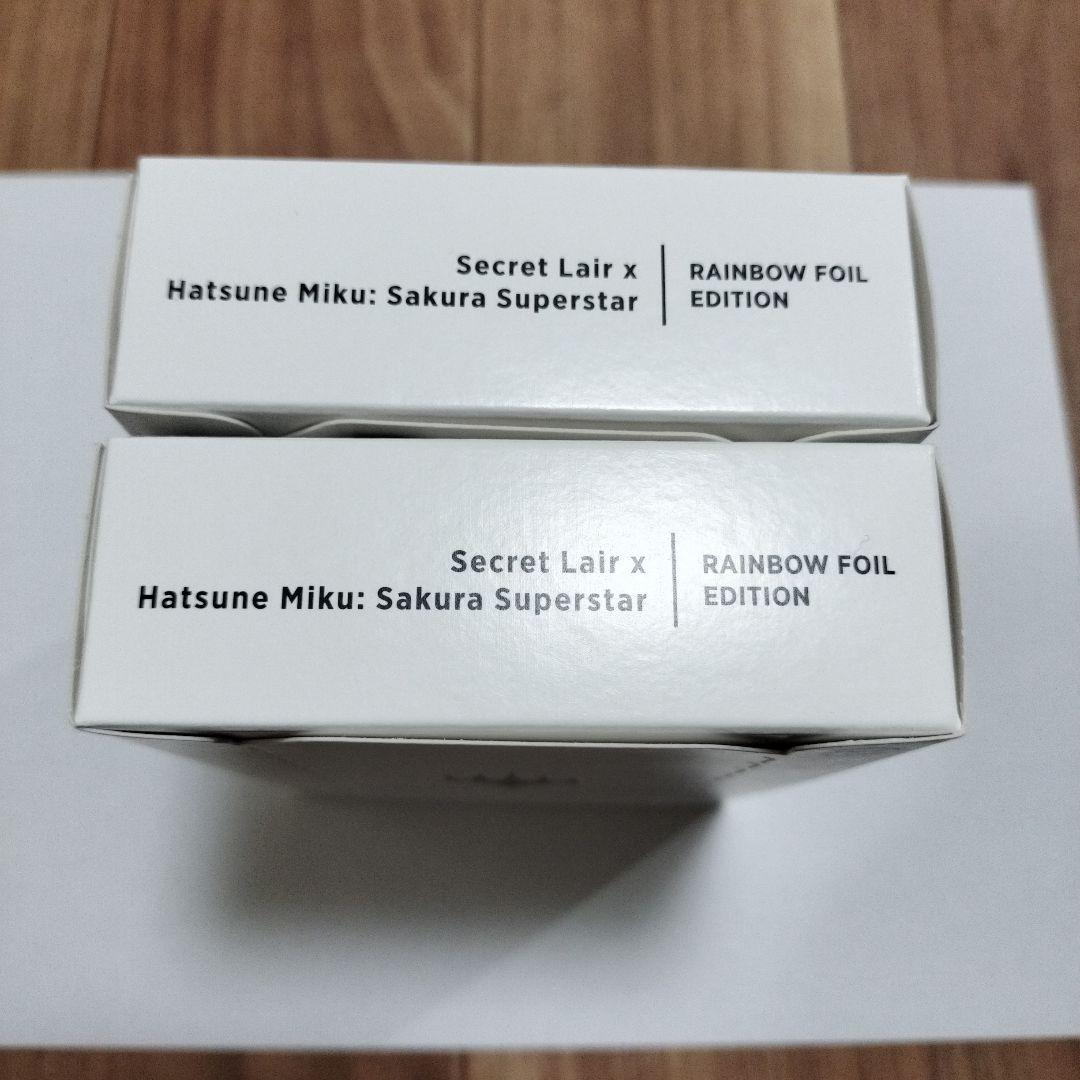 Secret Lair x
Hatsune Miku: Sakura Superstar
RAINBOW FOIL
EDITION
Secret Lair x
Hatsune Miku: Sakura Superstar
RAINBOW FOIL
EDITION